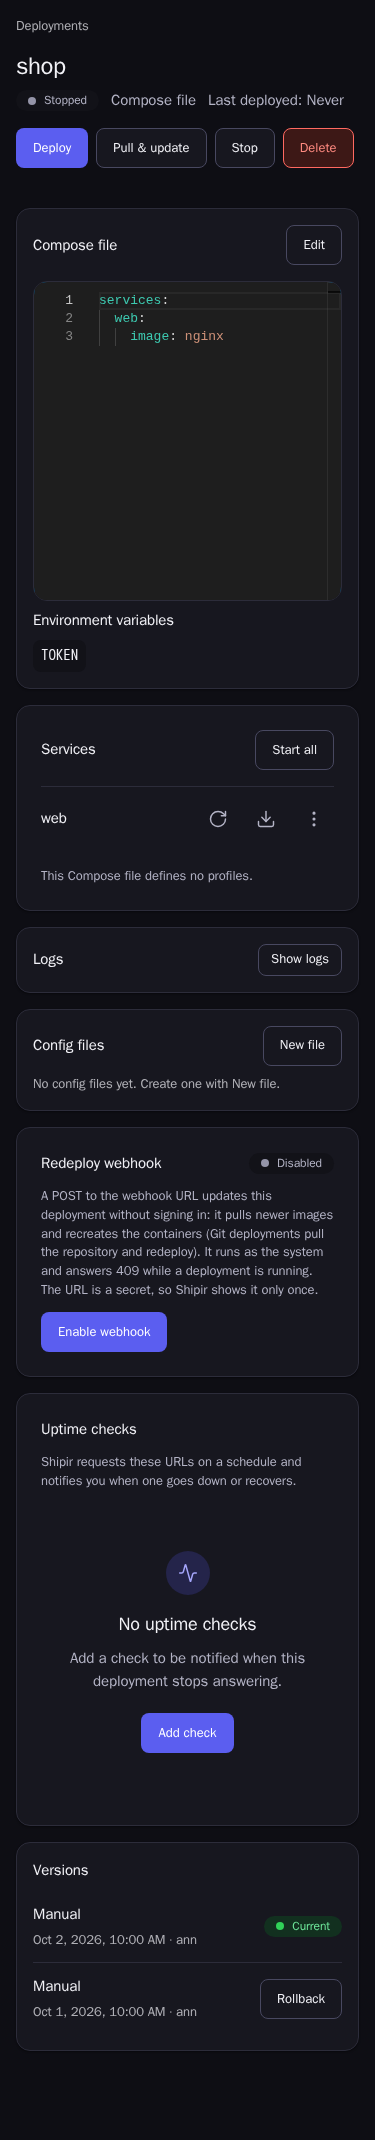 Deployments
shop
Stopped Compose file Last deployed: Never
Deploy Pull & update Stop Delete
Compose file Edit
1 services:
2 web:
3 image: nginx
Environment variables
TOKEN
Services Start all
web
This Compose file defines no profiles.
Logs Show logs
Config files New file
No config files yet. Create one with New file.
Redeploy webhook Disabled
A POST to the webhook URL updates this
deployment without signing in: it pulls newer images
and recreates the containers (Git deployments pull
the repository and redeploy). It runs as the system
and answers 409 while a deployment is running.
The URL is a secret, so Shipir shows it only once.
Enable webhook
Uptime checks
Shipir requests these URLs on a schedule and
notifies you when one goes down or recovers.
No uptime checks
Add a check to be notified when this
deployment stops answering.
Add check
Versions
Manual
Oct 2, 2026, 10:00 AM · ann
Current
Manual
Oct 1, 2026, 10:00 AM · ann
Rollback